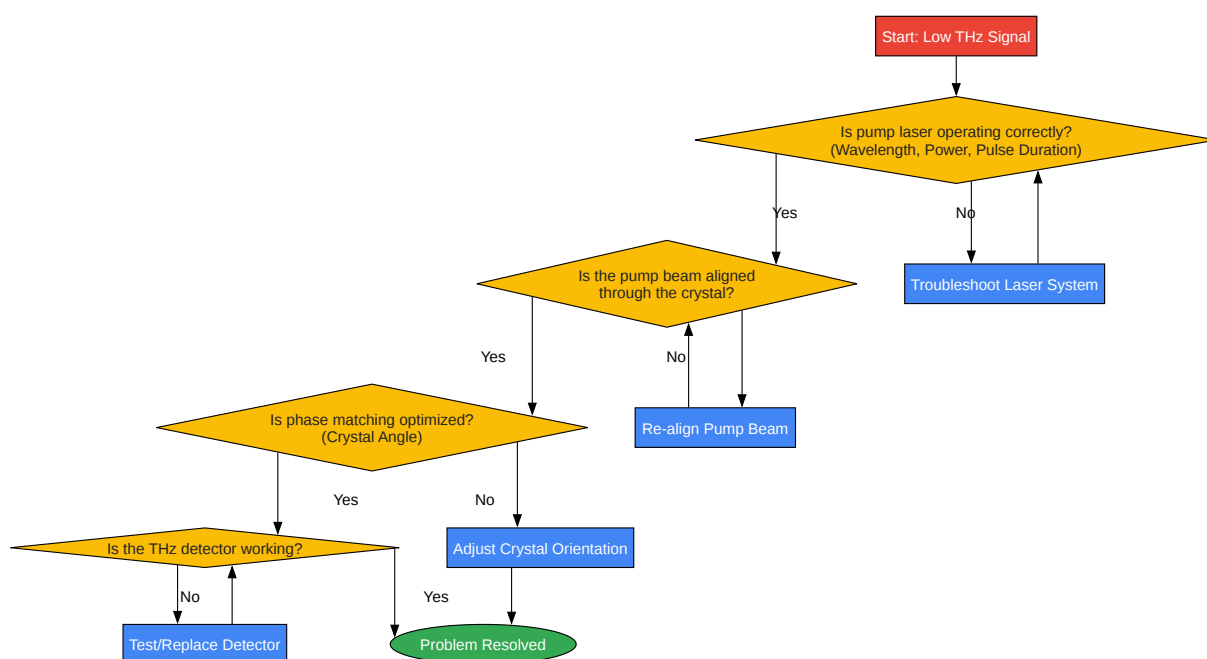 Start: Low THz Signal
Is pump laser operating correctly?
(Wavelength, Power, Pulse Duration)
Yes
No
Troubleshoot Laser System
Is the pump beam aligned
through the crystal?
Yes
No
Re-align Pump Beam
Is phase matching optimized?
(Crystal Angle)
Yes
No
Is the THz detector working?
Adjust Crystal Orientation
No
Yes
Test/Replace Detector
Problem Resolved